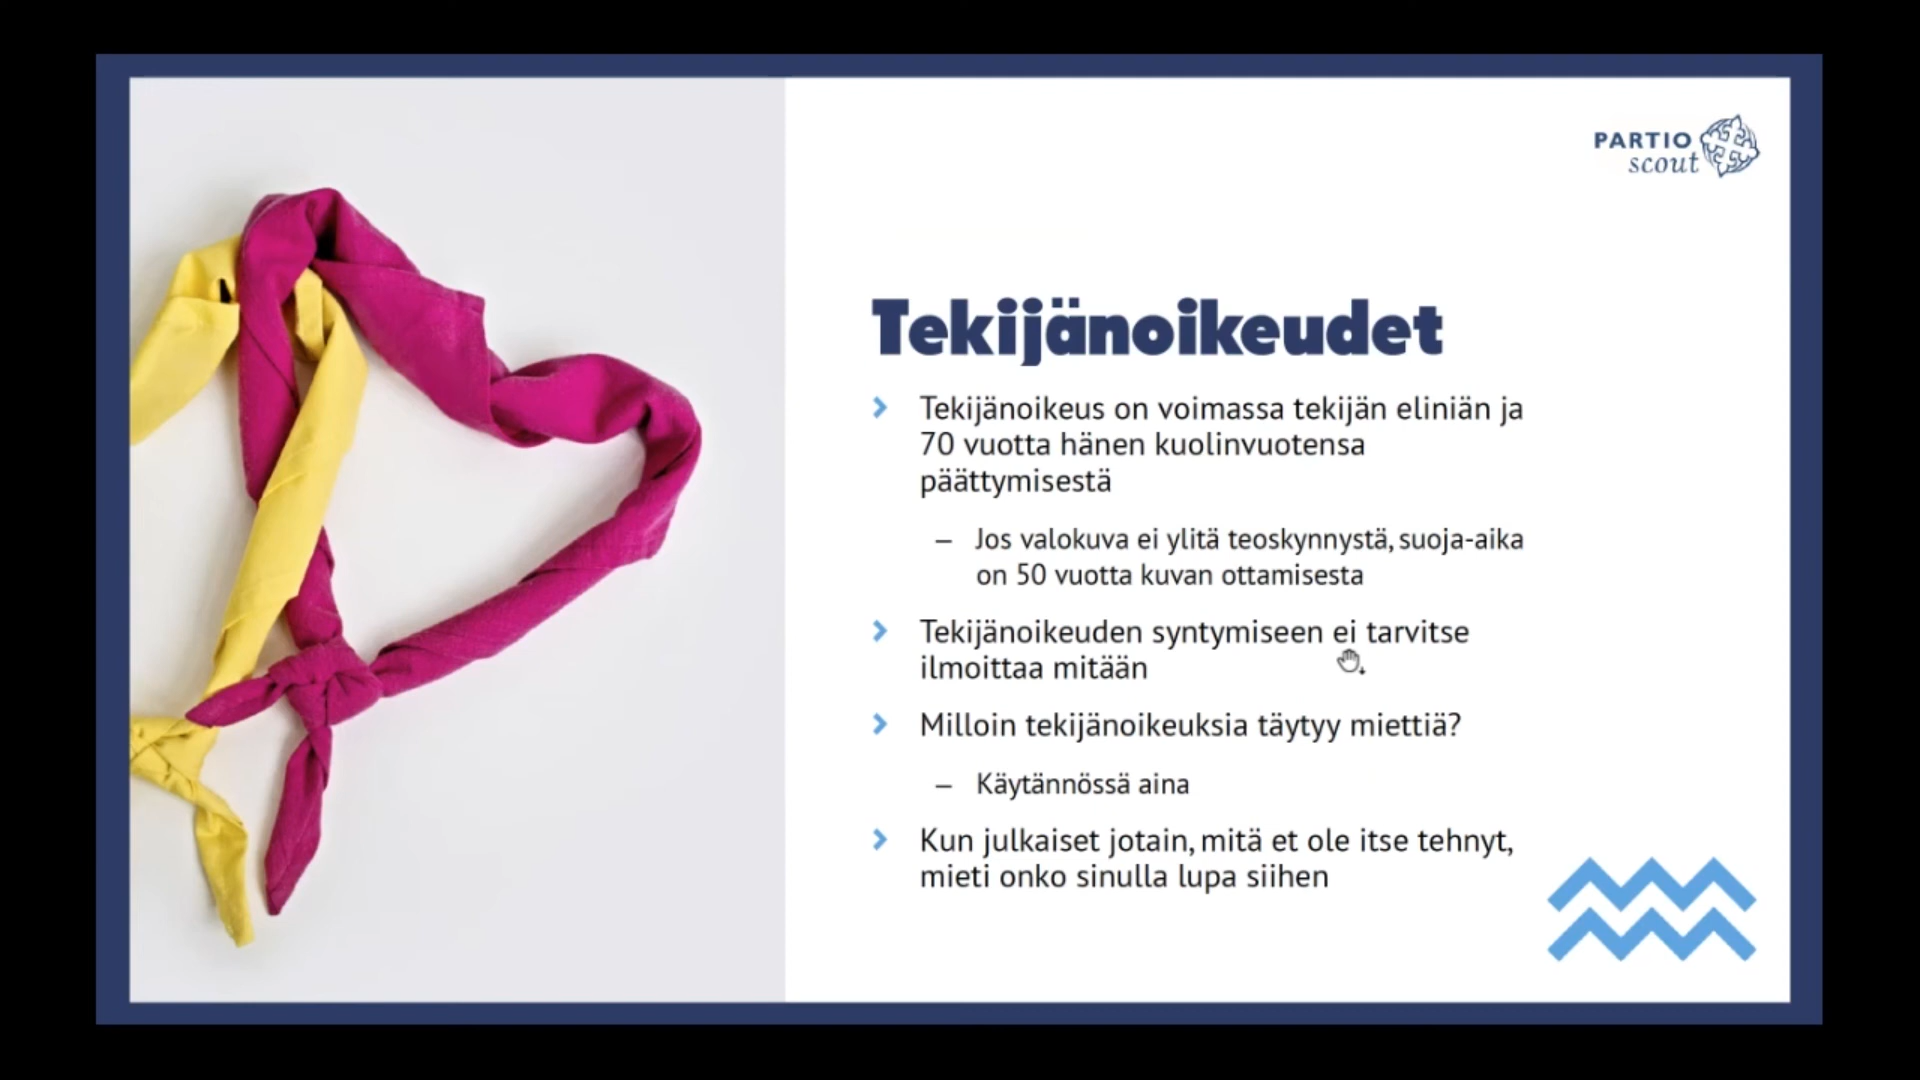 PARTIO
scout
Tekijänoikeudet
Tekijänoikeus on voimassa tekijän eliniän ja
70 vuotta hänen kuolinvuotensa
päättymisestä
– Jos valokuva ei ylitä teoskynnystä, suoja-aika
on 50 vuotta kuvan ottamisesta
Tekijänoikeuden syntymiseen ei tarvitse
ilmoittaa mitään
Milloin tekijänoikeuksia täytyy miettiä?
– Käytännössä aina
Kun julkaiset jotain, mitä et ole itse tehnyt,
mieti onko sinulla lupa siihen